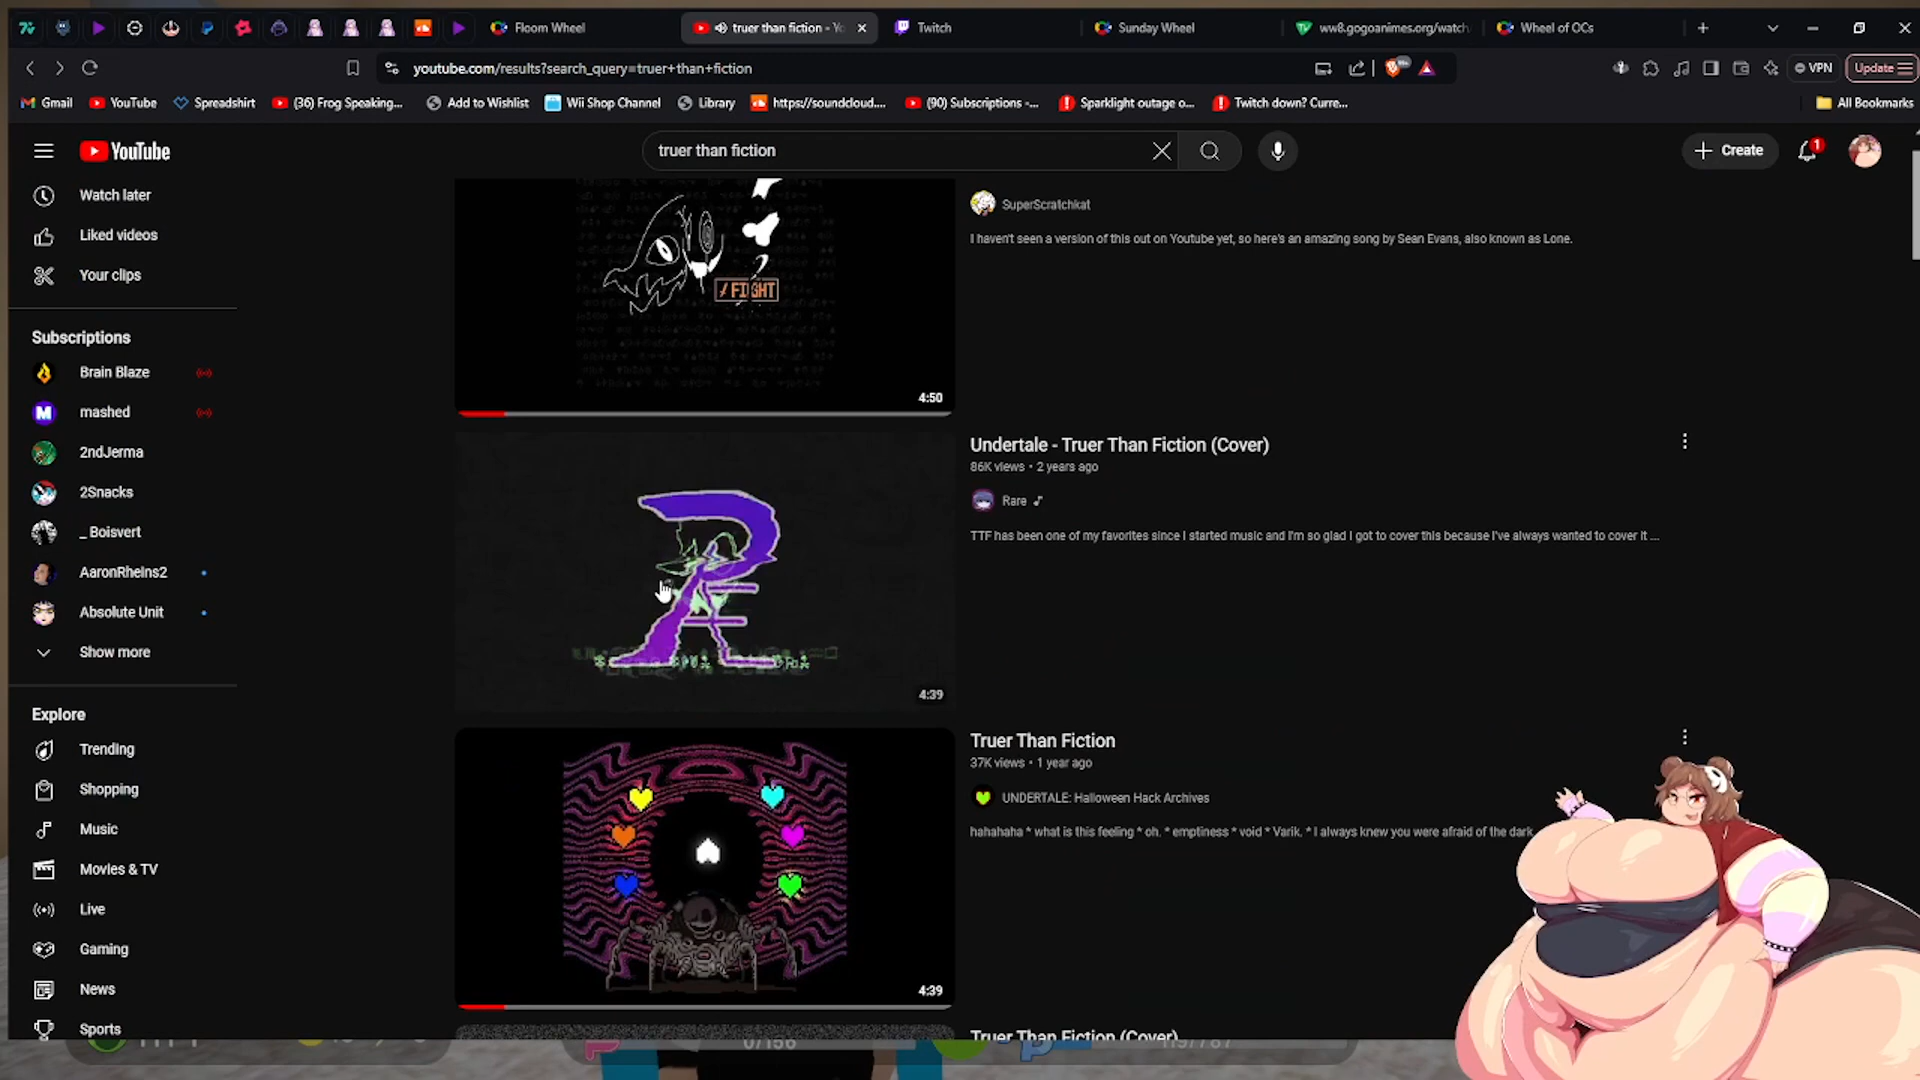 Floom Wheel
truer than fiction - Yo
Twitch
Sunday Wheel
ww8.gogoanimes.org/watch
Wheel of OCs
youtube.com/results?search_query=truer+than+fiction
VPN
Update
Gmail
YouTube
Spreadshirt
(36) Frog Speaking...
Add to Wishlist
Wii Shop Channel
Library
https://soundcloud....
(90) Subscriptions -...
Sparklight outage o...
Twitch down? Curre...
All Bookmarks
YouTube
truer than fiction
Create
1
Watch later
Liked videos
Your clips
Subscriptions
Brain Blaze
mashed
2ndJerma
2Snacks
_ Boisvert
AaronRheins2
Absolute Unit
Show more
Explore
Trending
Shopping
Music
Movies & TV
Live
Gaming
News
Sports
/FIGHT
4:50
SuperScratchkat
I haven't seen a version of this out on Youtube yet, so here's an amazing song by Sean Evans, also known as Lone.
4:39
Undertale - Truer Than Fiction (Cover)
86K views • 2 years ago
Rare ♪
TTF has been one of my favorites since I started music and I'm so glad I got to cover this because I've always wanted to cover it ...
4:39
Truer Than Fiction
37K views • 1 year ago
UNDERTALE: Halloween Hack Archives
hahahaha * what is this feeling * oh. * emptiness * void * Varik. * I always knew you were afraid of the dark
Truer Than Fiction (Cover)
0/156